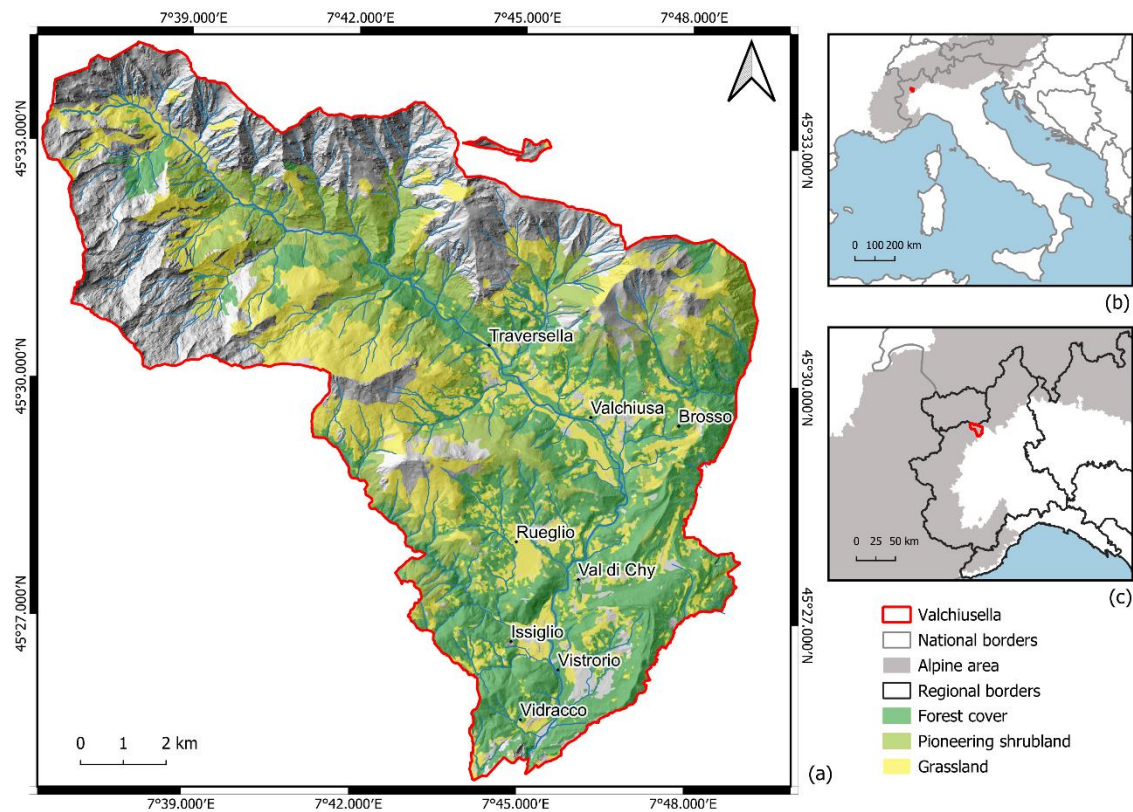 7°39.000'E 7°42.000'E 7°45.000'E 7°48.000'E
45°33.000'N
45°30.000'N
45°27.000'N
45°33.000'N
45°30.000'N
45°27.000'N
Traversella
Valchiusa
Brosso
Rueglio
Val di Chy
Issiglio
Vistrorio
Vidracco
0 1 2 km
(a)
7°39.000'E 7°42.000'E 7°45.000'E 7°48.000'E
0 100 200 km
(b)
0 25 50 km
(c)
Valchiusella
National borders
Alpine area
Regional borders
Forest cover
Pioneering shrubland
Grassland